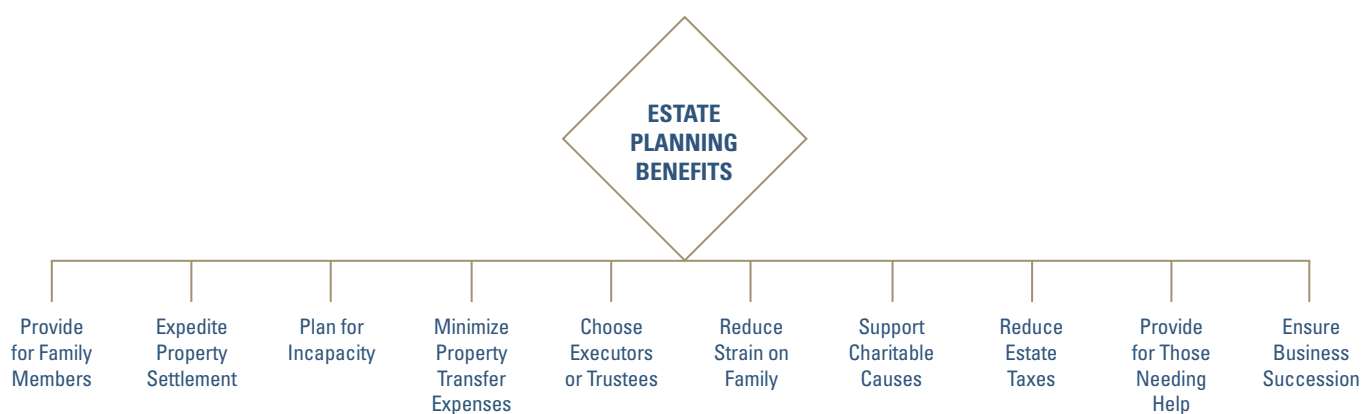 ESTATE
PLANNING
BENEFITS
Provide
for Family
Members
Expedite
Property
Settlement
Plan for
Incapacity
Minimize
Property
Transfer
Expenses
Choose
Executors
or Trustees
Reduce
Strain on
Family
Support
Charitable
Causes
Reduce
Estate
Taxes
Provide
for Those
Needing
Help
Ensure
Business
Succession